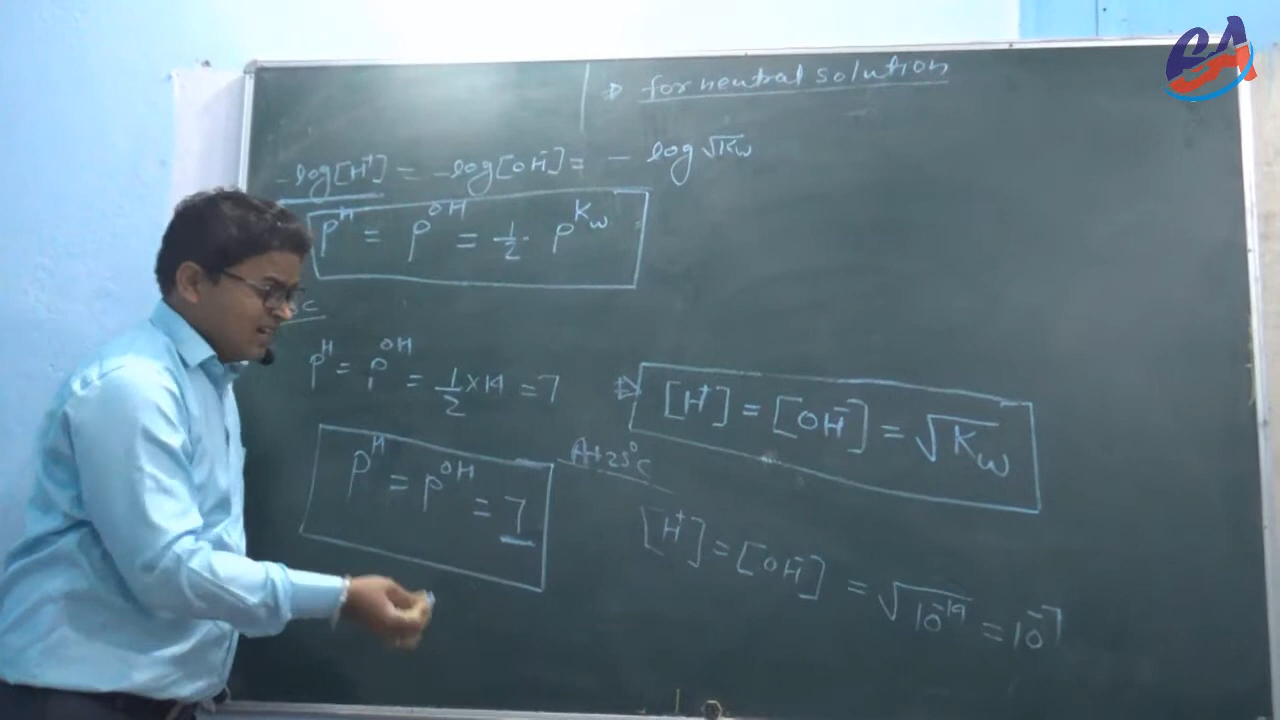 ⇒ for neutral solution
-log[H⁺] = -log[OH⁻] = - log √Kw
pᴴ = pᴼᴴ = 1/2 · pᴷʷ
c
pᴴ = pᴼᴴ = 1/2 × 14 = 7
⇒ [H⁺] = [OH⁻] = √Kw
pᴴ = pᴼᴴ = 7
At 25°C
[H⁺] = [OH⁻] = √10⁻¹⁴ = 10⁻⁷